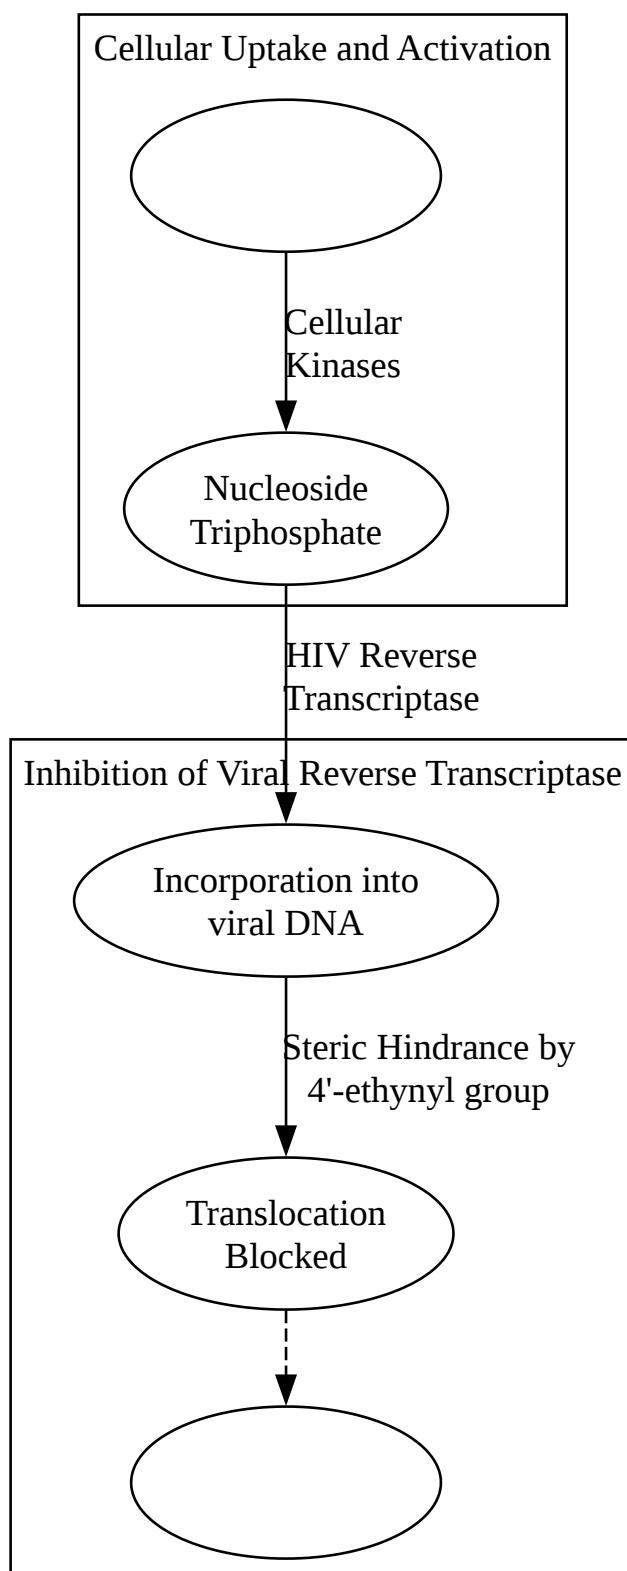 Cellular Uptake and Activation
Cellular
Kinases
Nucleoside
Triphosphate
HIV Reverse
Transcriptase
Inhibition of Viral Reverse Transcriptase
Incorporation into
viral DNA
Steric Hindrance by
4'-ethynyl group
Translocation
Blocked